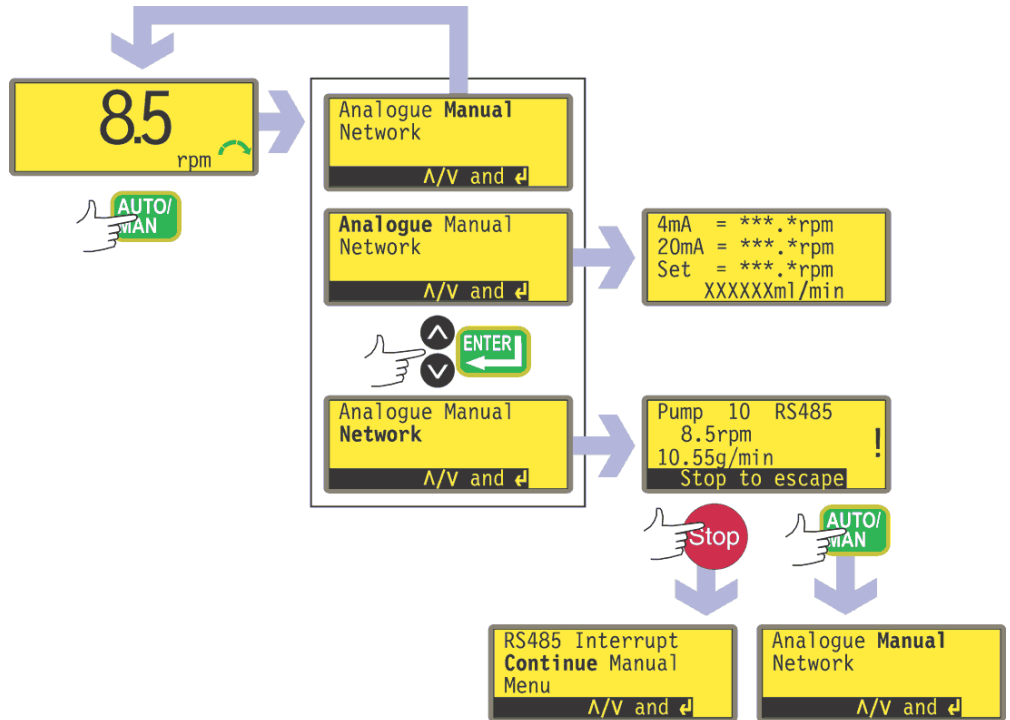 8.5
rpm
AUTO/
MAN
Analogue Manual
Network
∧/∨ and ↲
Analogue Manual
Network
∧/∨ and ↲
4mA = ***.*rpm
20mA = ***.*rpm
Set = ***.*rpm
XXXXXXml/min
ENTER
Analogue Manual
Network
∧/∨ and ↲
Pump 10 RS485
8.5rpm
!
10.55g/min
Stop to escape
Stop
AUTO/
MAN
RS485 Interrupt
Continue Manual
Menu
∧/∨ and ↲
Analogue Manual
Network
∧/∨ and ↲